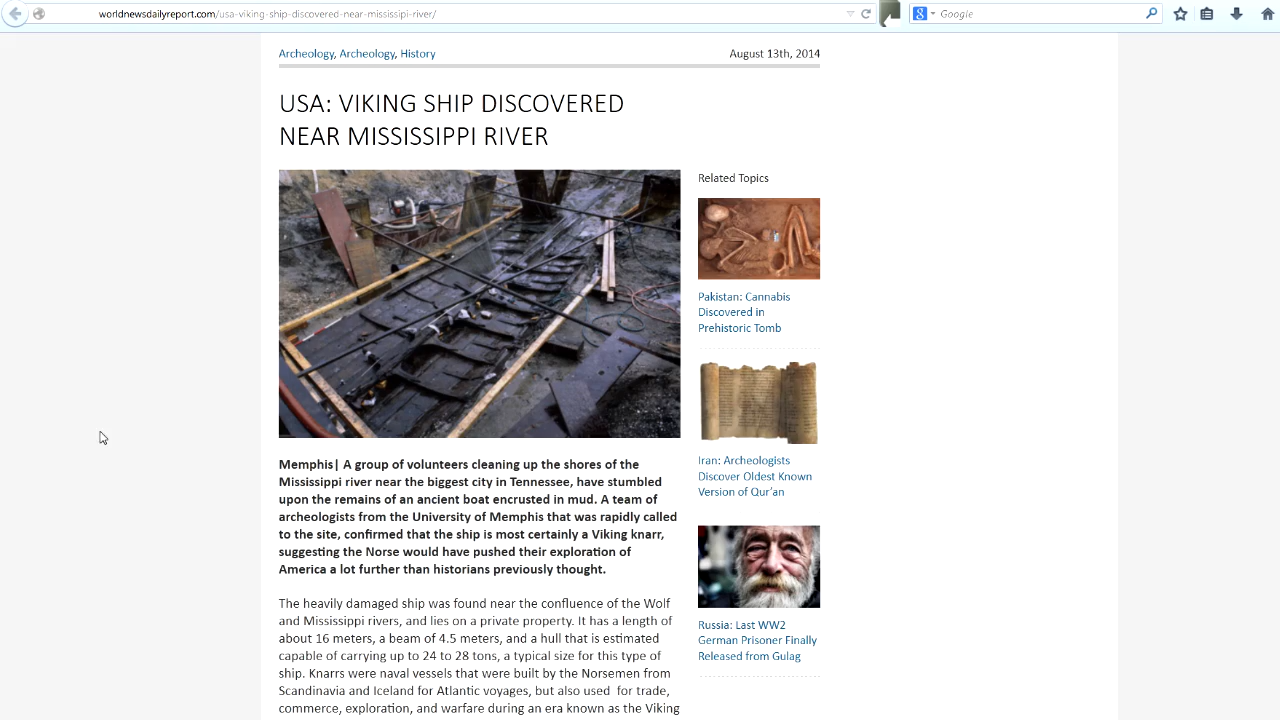 worldnewsdailyreport.com/usa-viking-ship-discovered-near-mississipi-river/
Google
Archeology, Archeology, History
August 13th, 2014
USA: VIKING SHIP DISCOVERED
NEAR MISSISSIPPI RIVER
Related Topics
Pakistan: Cannabis
Discovered in
Prehistoric Tomb
Iran: Archeologists
Discover Oldest Known
Version of Qur'an
Russia: Last WW2
German Prisoner Finally
Released from Gulag
Memphis| A group of volunteers cleaning up the shores of the
Mississippi river near the biggest city in Tennessee, have stumbled
upon the remains of an ancient boat encrusted in mud. A team of
archeologists from the University of Memphis that was rapidly called
to the site, confirmed that the ship is most certainly a Viking knarr,
suggesting the Norse would have pushed their exploration of
America a lot further than historians previously thought.
The heavily damaged ship was found near the confluence of the Wolf
and Mississippi rivers, and lies on a private property. It has a length of
about 16 meters, a beam of 4.5 meters, and a hull that is estimated
capable of carrying up to 24 to 28 tons, a typical size for this type of
ship. Knarrs were naval vessels that were built by the Norsemen from
Scandinavia and Iceland for Atlantic voyages, but also used for trade,
commerce, exploration, and warfare during an era known as the Viking